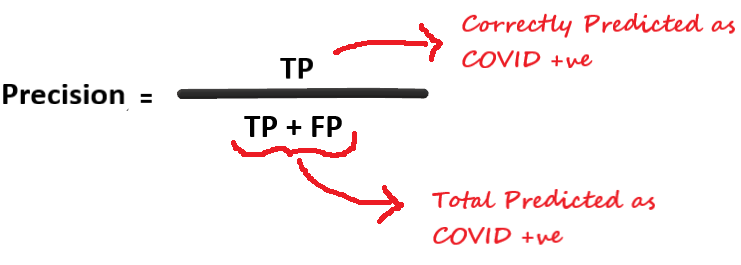 Correctly Predicted as
COVID +ve
TP
Precision =
TP + FP
Total Predicted as
COVID +ve